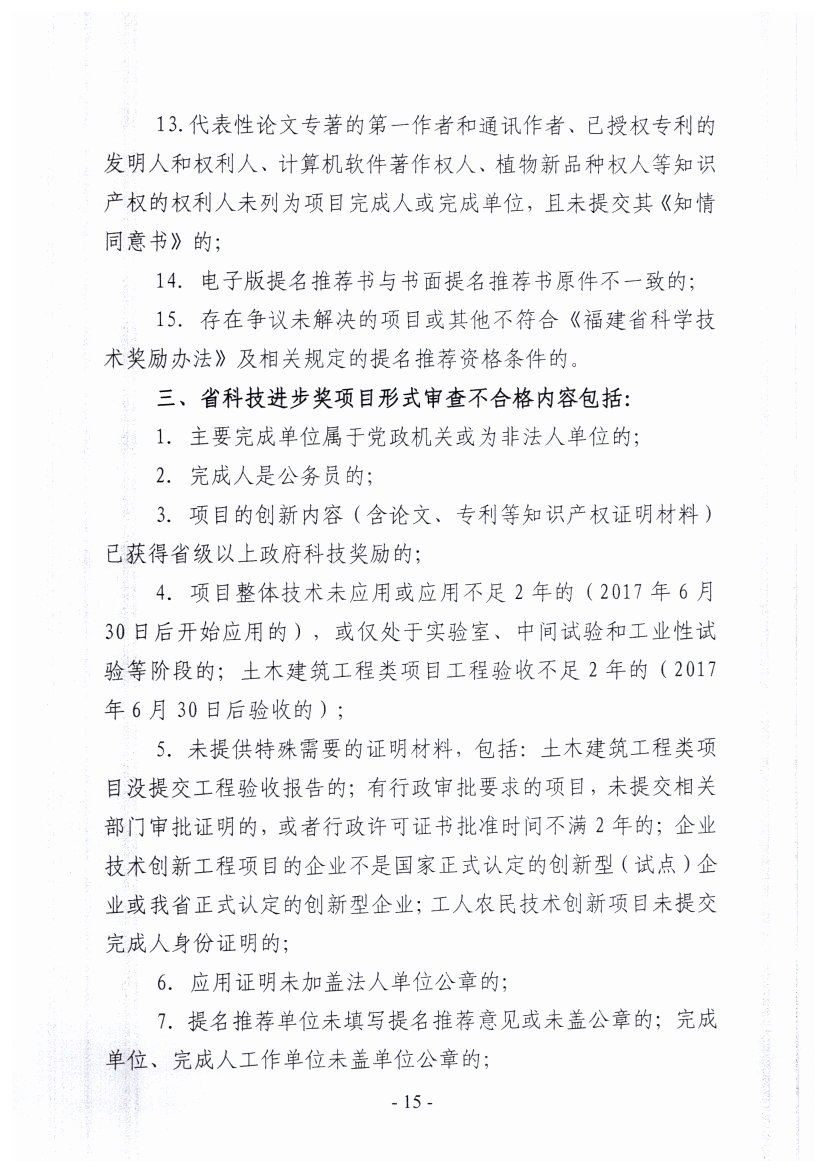 13.代表性论文专著的第一作者和通讯作者、已授权专利的
发明人和权利人、计算机软件著作权人、植物新品种权人等知识
产权的权利人未列为项目完成人或完成单位，且未提交其《知情
同意书》的；
14. 电子版提名推荐书与书面提名推荐书原件不一致的；
15. 存在争议未解决的项目或其他不符合《福建省科学技
术奖励办法》及相关规定的提名推荐资格条件的。
三、省科技进步奖项目形式审查不合格内容包括：
1. 主要完成单位属于党政机关或为非法人单位的；
2. 完成人是公务员的；
3. 项目的创新内容（含论文、专利等知识产权证明材料）
已获得省级以上政府科技奖励的；
4. 项目整体技术未应用或应用不足 2 年的（2017 年 6 月
30 日后开始应用的），或仅处于实验室、中间试验和工业性试
验等阶段的；土木建筑工程类项目工程验收不足 2 年的（2017
年 6 月 30 日后验收的）；
5. 未提供特殊需要的证明材料，包括：土木建筑工程类项
目没提交工程验收报告的；有行政审批要求的项目，未提交相关
部门审批证明的，或者行政许可证书批准时间不满 2 年的；企业
技术创新工程项目的企业不是国家正式认定的创新型（试点）企
业或我省正式认定的创新型企业；工人农民技术创新项目未提交
完成人身份证明的；
6. 应用证明未加盖法人单位公章的；
7. 提名推荐单位未填写提名推荐意见或未盖公章的；完成
单位、完成人工作单位未盖单位公章的；
- 15 -